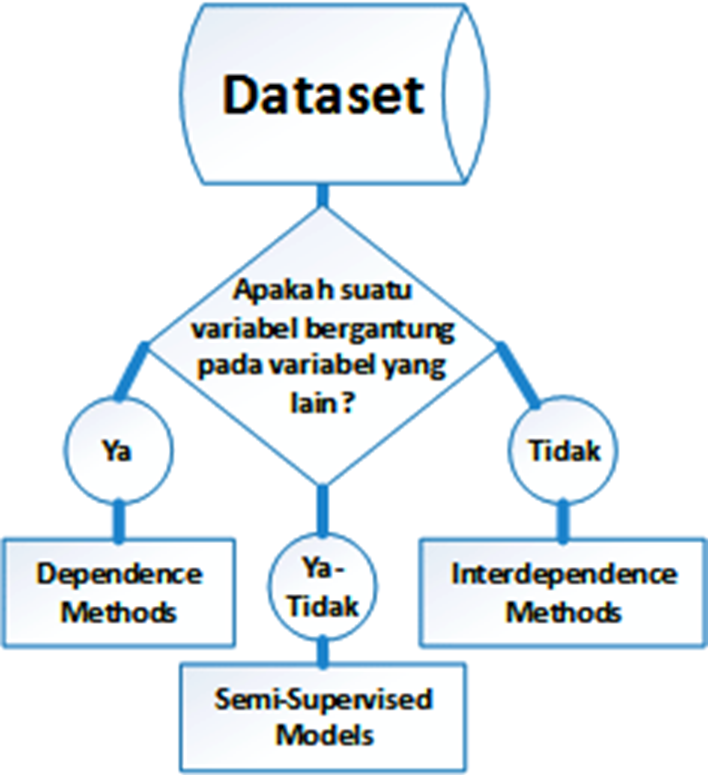 Dataset
Apakah suatu
variabel bergantung
pada variabel yang
lain?
Ya
Tidak
Ya-
Tidak
Dependence
Methods
Interdependence
Methods
Semi-Supervised
Models